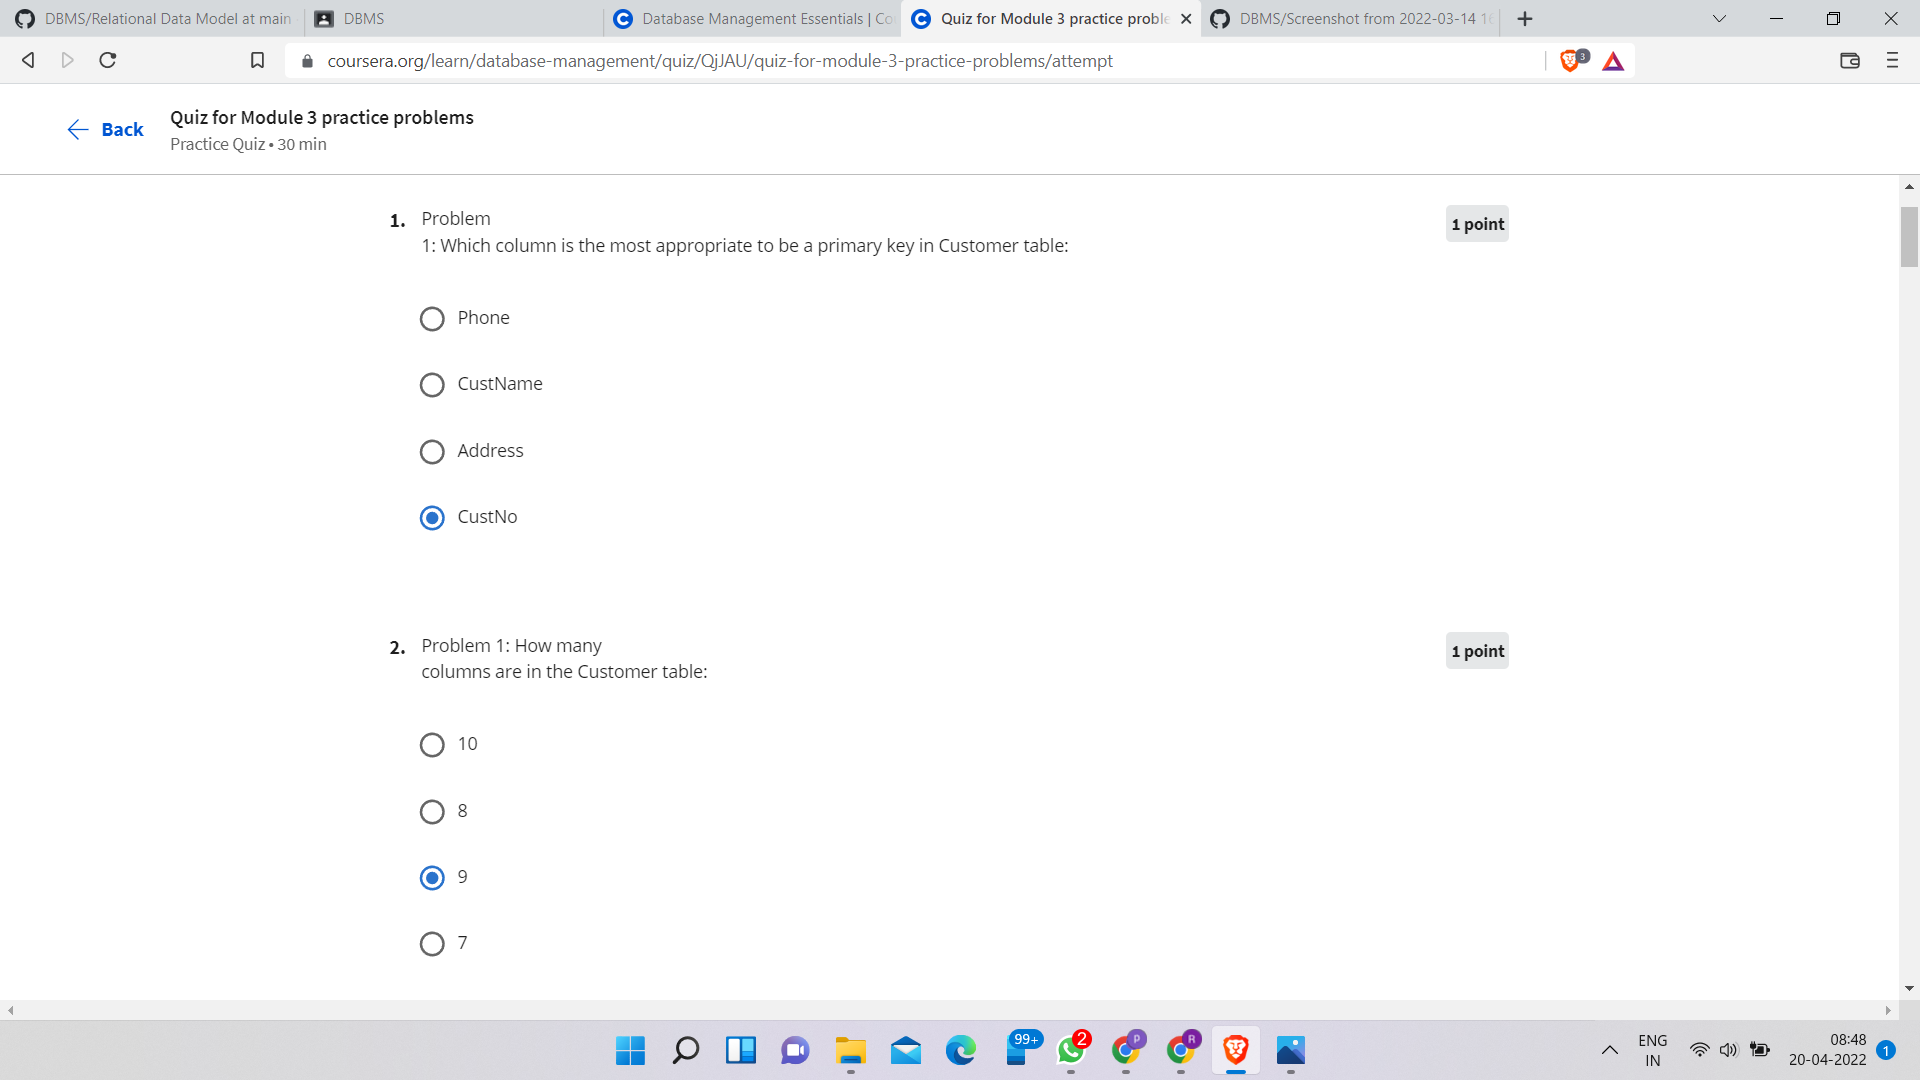 DBMS/Relational Data Model at main
DBMS
Database Management Essentials | Co
Quiz for Module 3 practice proble
DBMS/Screenshot from 2022-03-14 16
coursera.org/learn/database-management/quiz/QjJAU/quiz-for-module-3-practice-problems/attempt
3
Back
Quiz for Module 3 practice problems
Practice Quiz • 30 min
1. Problem
1: Which column is the most appropriate to be a primary key in Customer table:
1 point
Phone
CustName
Address
CustNo
2. Problem 1: How many
columns are in the Customer table:
1 point
10
8
9
7
99+
2
P
R
ENG
IN
08:48
20-04-2022
1